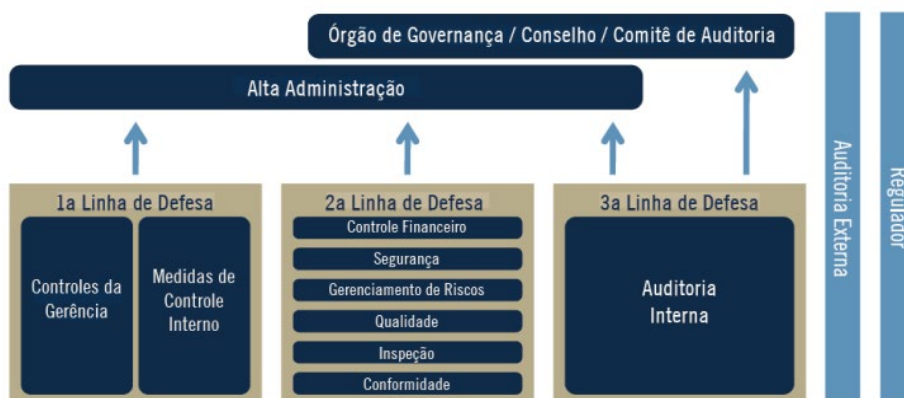 Órgão de Governança / Conselho / Comitê de Auditoria
Alta Administração
1a Linha de Defesa
Controles da
Gerência
Medidas de
Controle
Interno
2a Linha de Defesa
Controle Financeiro
Segurança
Gerenciamento de Riscos
Qualidade
Inspeção
Conformidade
3a Linha de Defesa
Auditoria
Interna
Auditoria Externa
Regulador